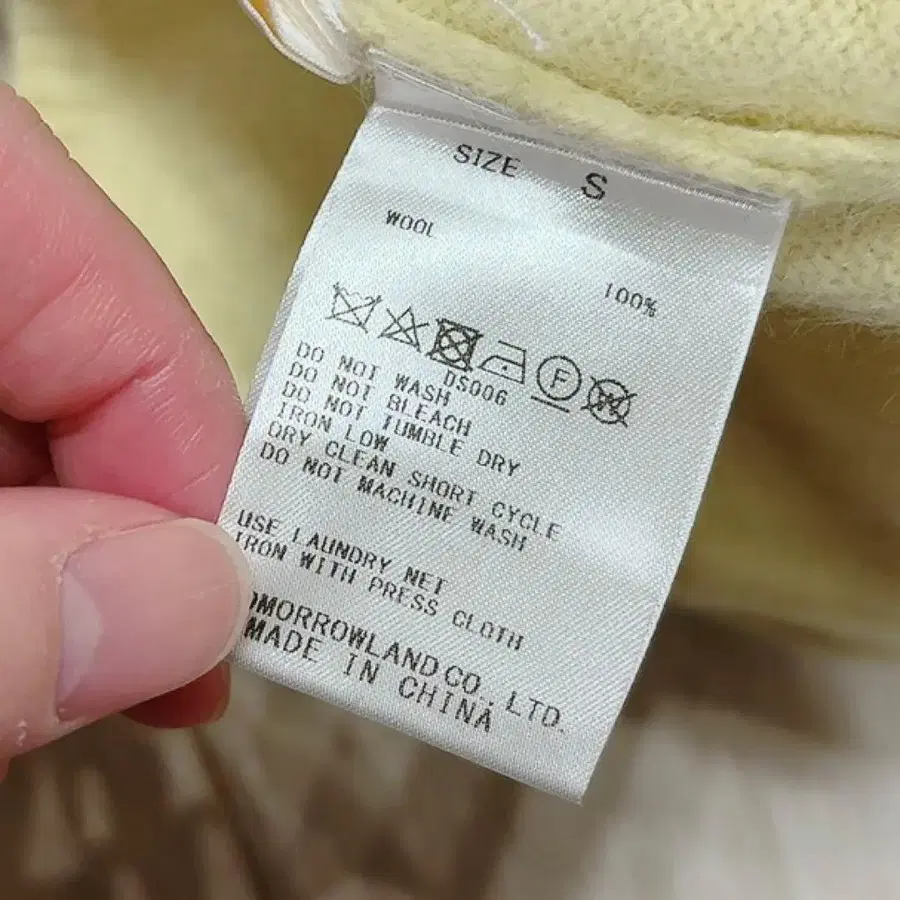 SIZE S
WOOL
100%
F
W
DS006
DO NOT WASH
DO NOT BLEACH
DO NOT TUMBLE DRY
IRON LOW
DRY CLEAN SHORT CYCLE
DO NOT MACHINE WASH
USE LAUNDRY NET
IRON WITH PRESS CLOTH
OMORROWLAND CO., LTD.
MADE IN CHINA